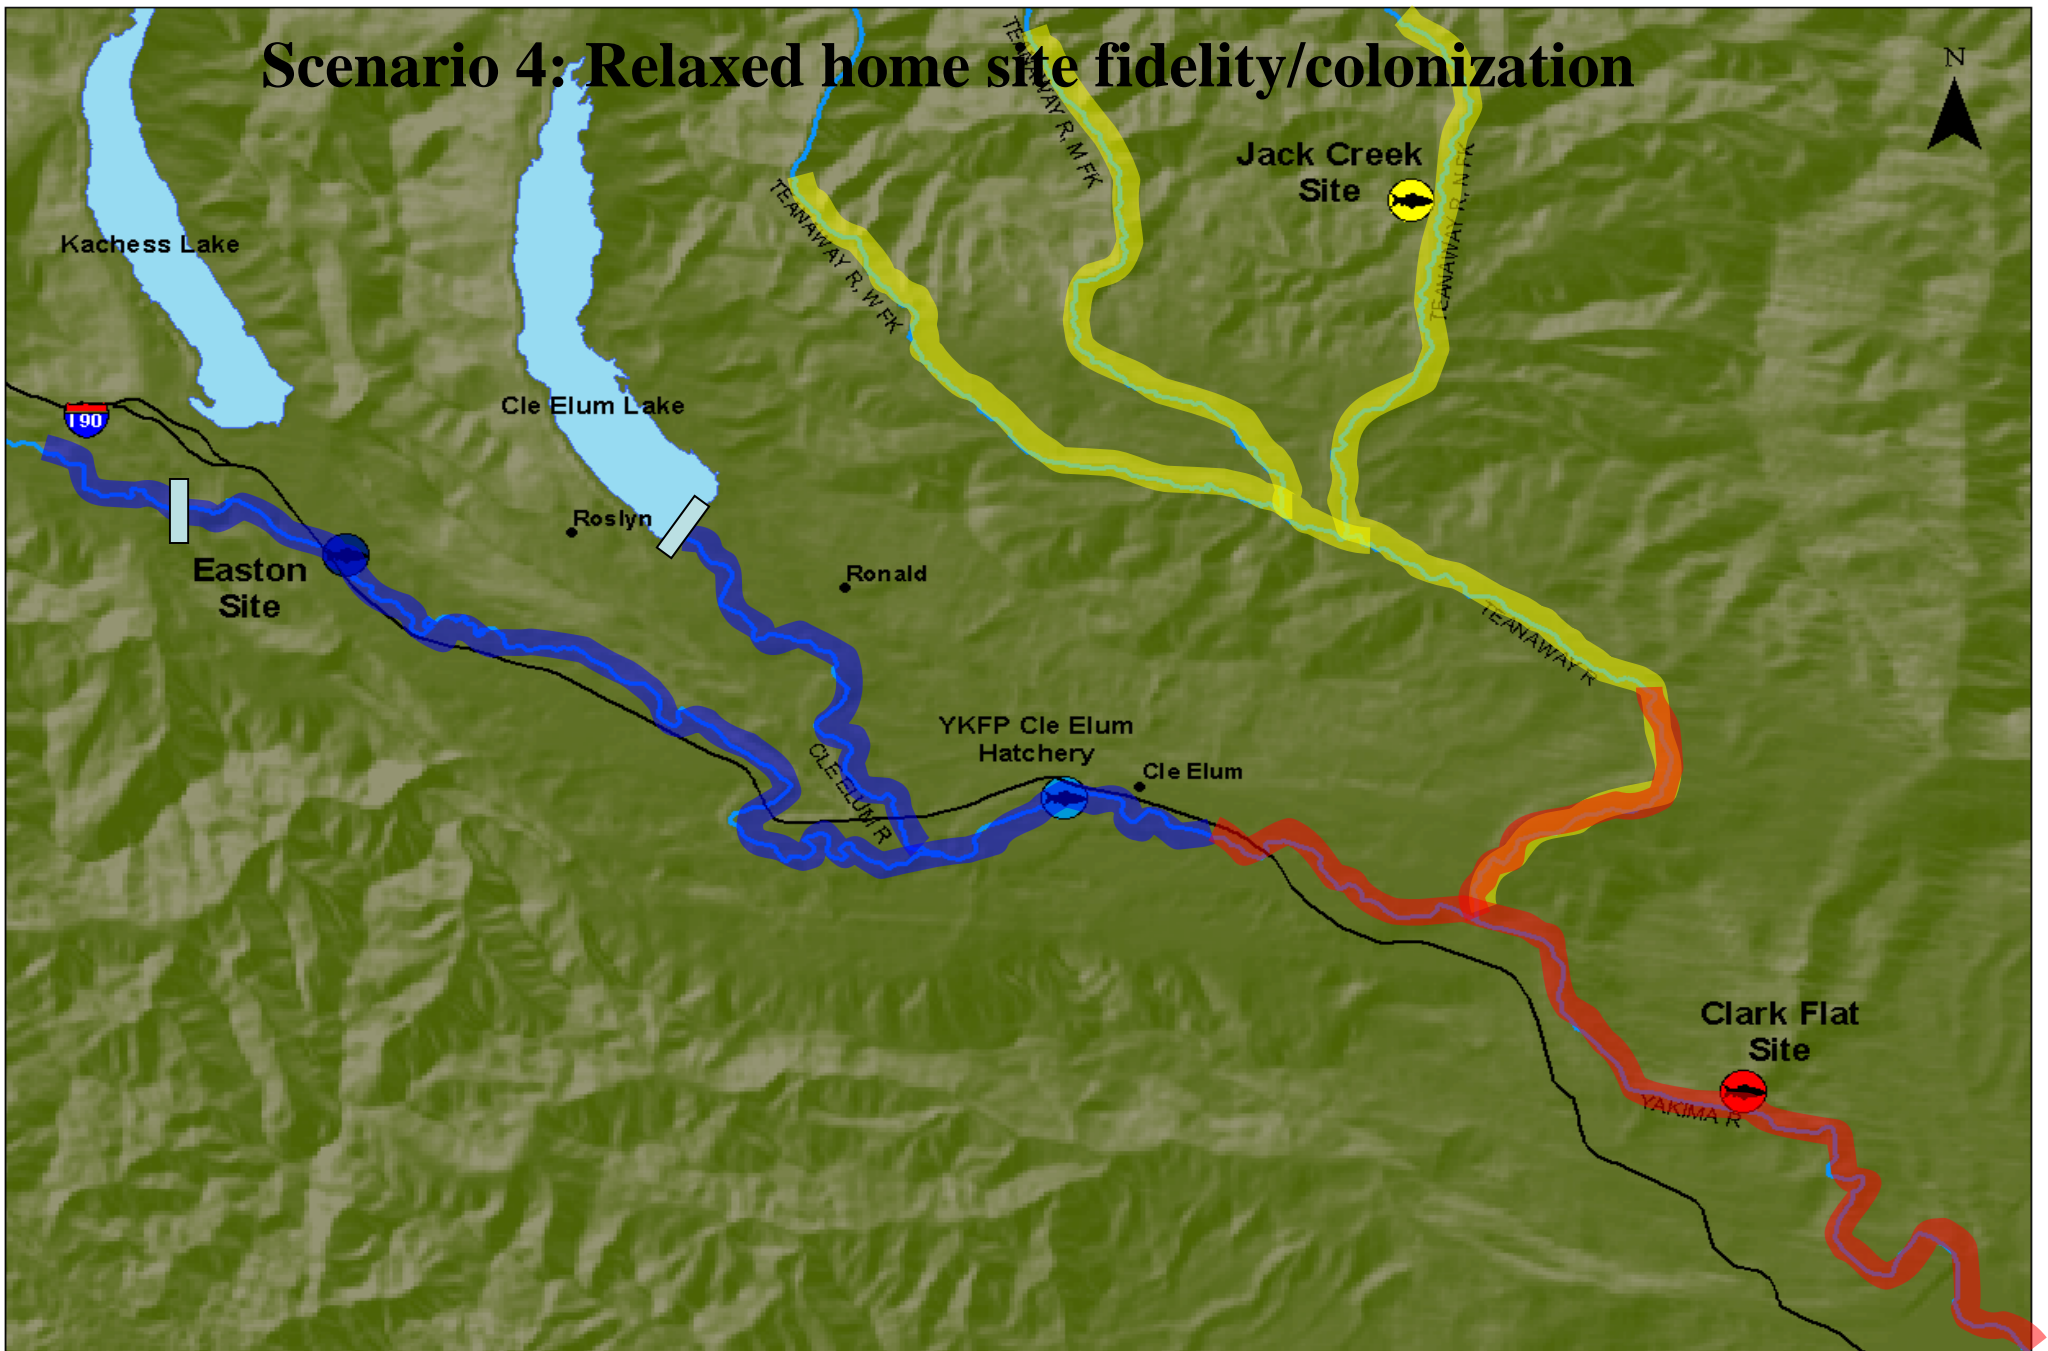 Scenario 4: Relaxed home site fidelity/colonization
N
TEANAWAY R, M FK
Jack Creek
Site
TEANAWAY R, N FK
TEANAWAY R, W FK
Kachess Lake
Cle Elum Lake
I 90
Roslyn
Easton
Site
Ronald
TEANAWAY R
YKFP Cle Elum
Hatchery
Cle Elum
CLE ELUM R
Clark Flat
Site
YAKIMA R